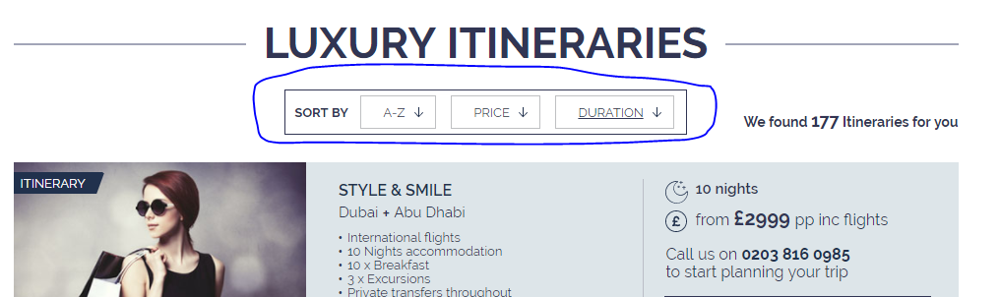 LUXURY ITINERARIES
SORT BY A-Z ↓ PRICE ↓ DURATION ↓
We found 177 Itineraries for you
ITINERARY
STYLE & SMILE
Dubai + Abu Dhabi
• International flights
• 10 Nights accommodation
• 10 x Breakfast
• 3 x Excursions
• Private transfers throughout
10 nights
£ from £2999 pp inc flights
Call us on 0203 816 0985
to start planning your trip